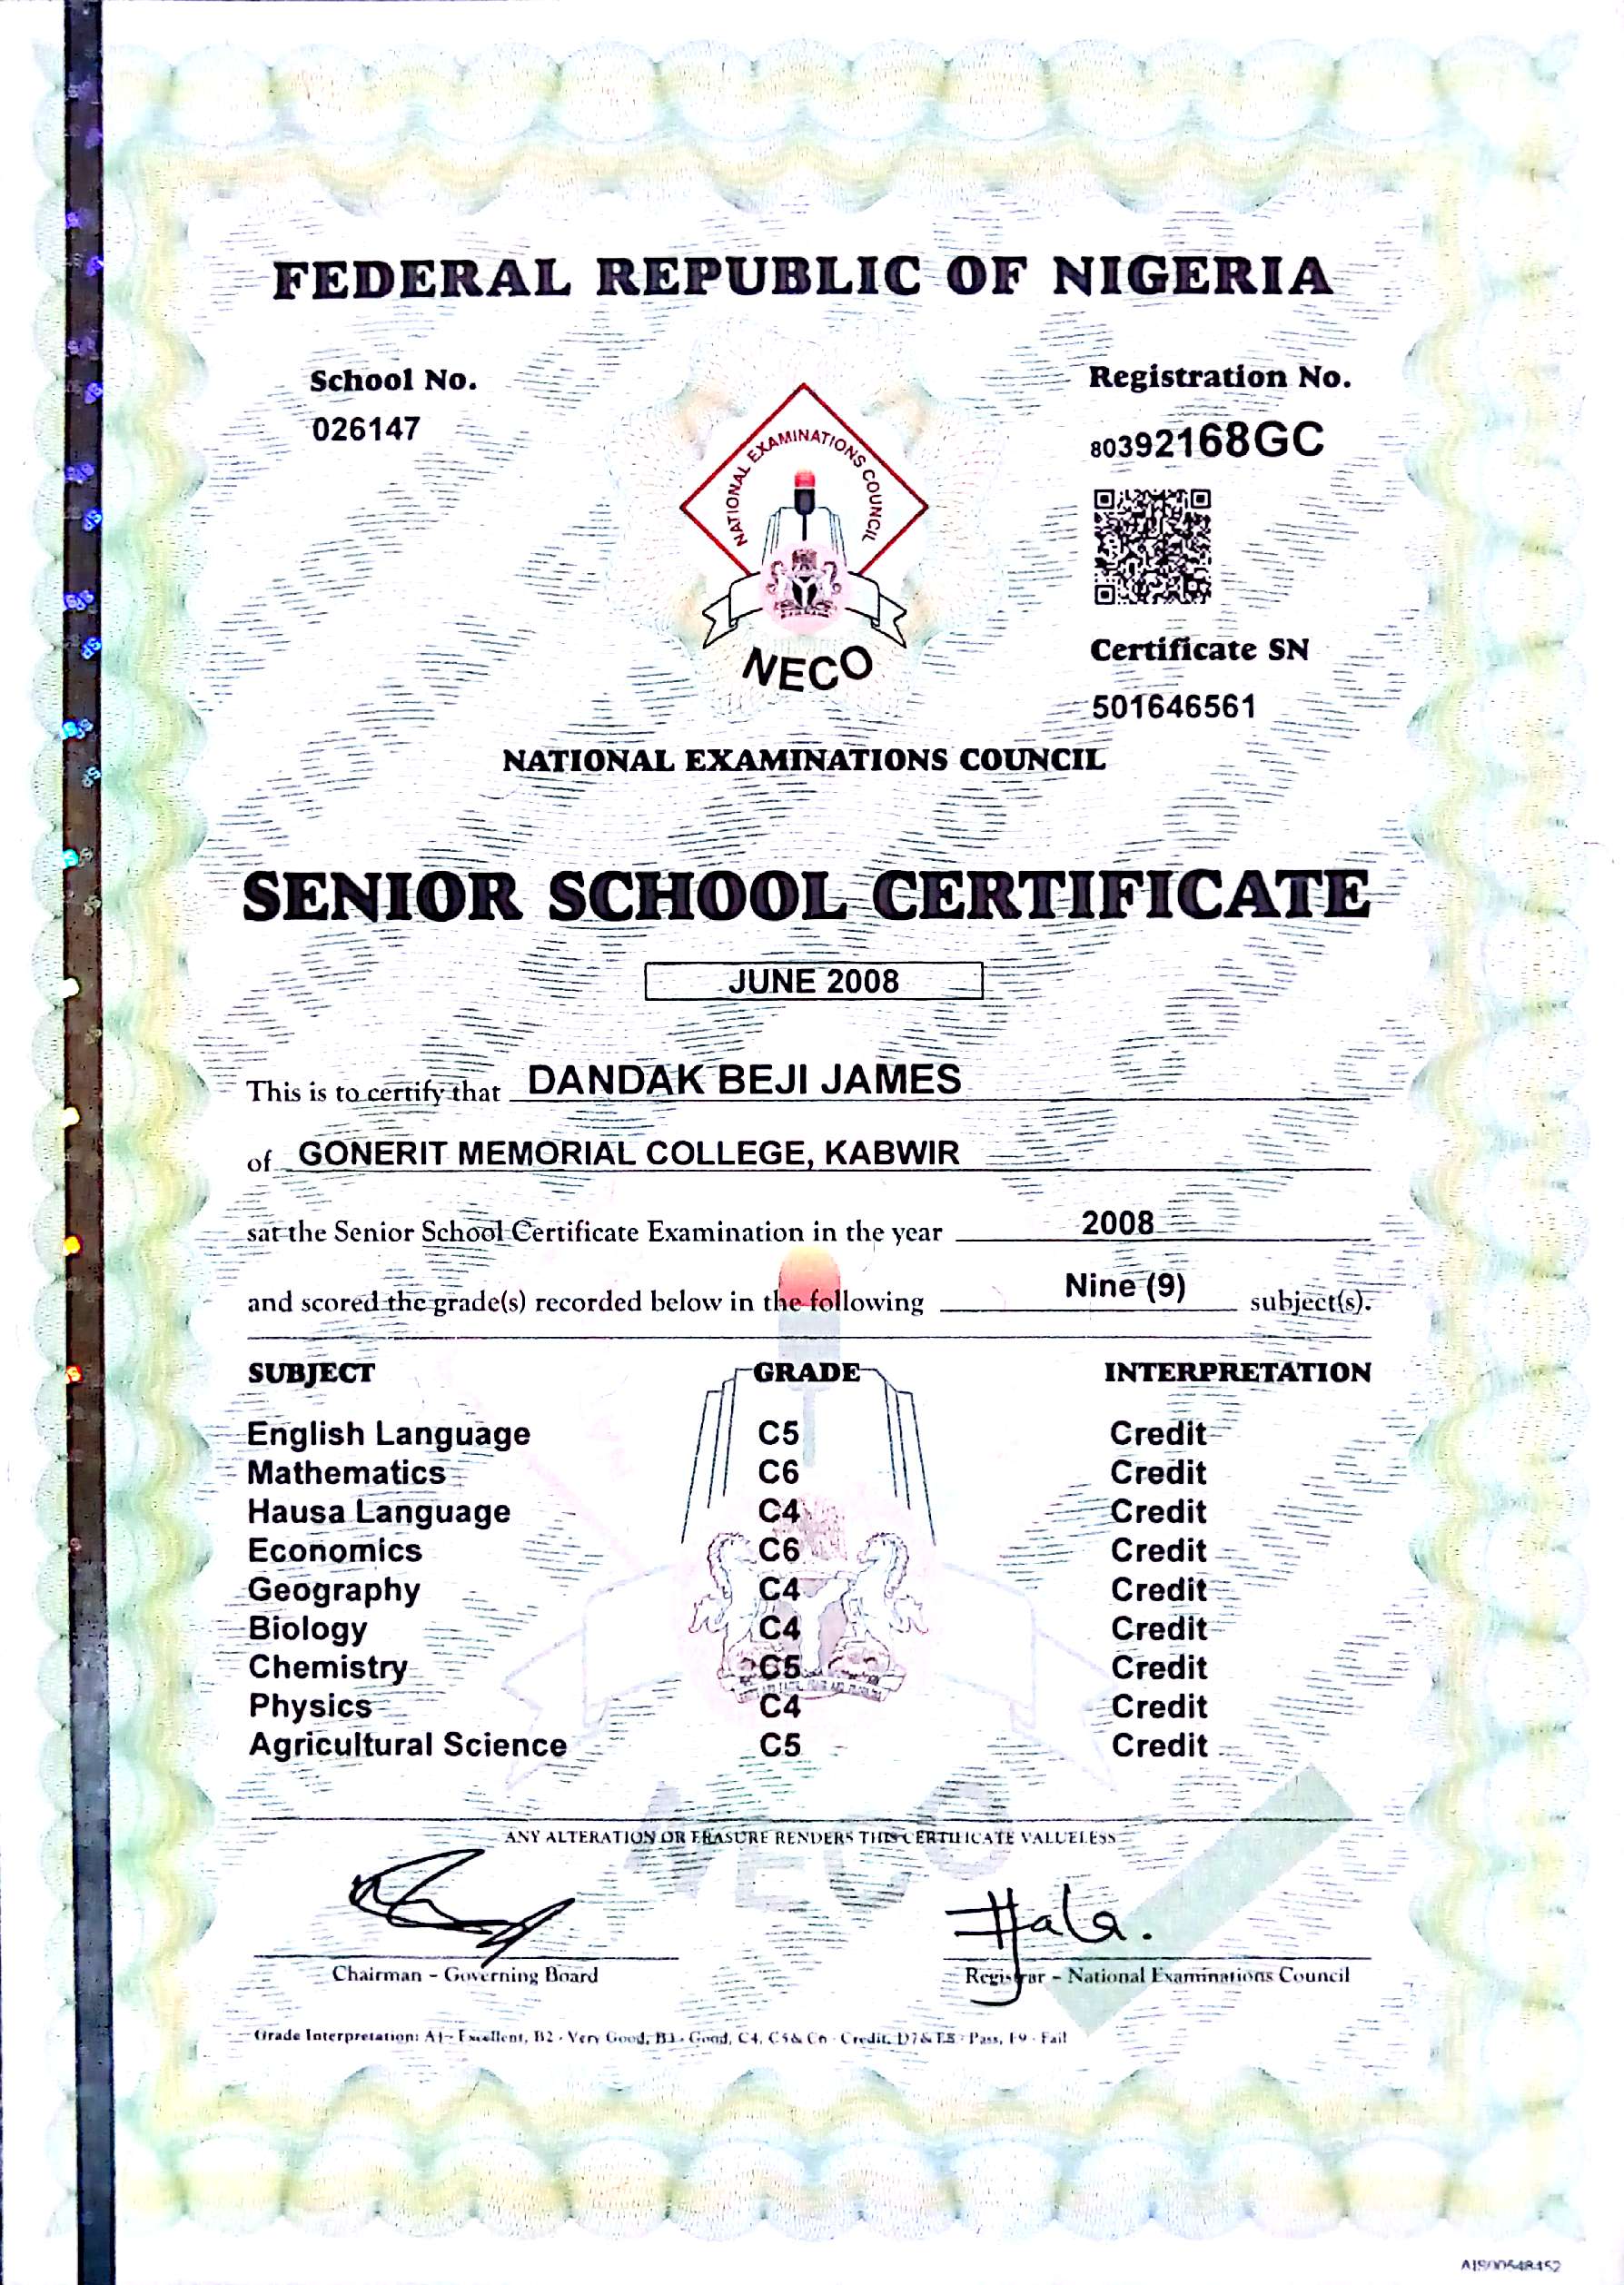 FEDERAL REPUBLIC OF NIGERIA
School No.
026147
Registration No.
80392168GC
NATIONAL EXAMINATIONS COUNCIL
NECO
Certificate SN
501646561
NATIONAL EXAMINATIONS COUNCIL
SENIOR SCHOOL CERTIFICATE
JUNE 2008
This is to certify that DANDAK BEJI JAMES
of GONERIT MEMORIAL COLLEGE, KABWIR
sat the Senior School Certificate Examination in the year 2008
and scored the grade(s) recorded below in the following Nine (9) subject(s).
SUBJECT GRADE INTERPRETATION
English Language C5 Credit
Mathematics C6 Credit
Hausa Language C4 Credit
Economics C6 Credit
Geography C4 Credit
Biology C4 Credit
Chemistry C5 Credit
Physics C4 Credit
Agricultural Science C5 Credit
ANY ALTERATION OR ERASURE RENDERS THIS CERTIFICATE VALUELESS
Chairman - Governing Board
Registrar - National Examinations Council
Grade Interpretation: A1 - Excellent, B2 - Very Good, B3 - Good, C4, C5 & C6 - Credit, D7 & E8 - Pass, F9 - Fail
AIS00548452